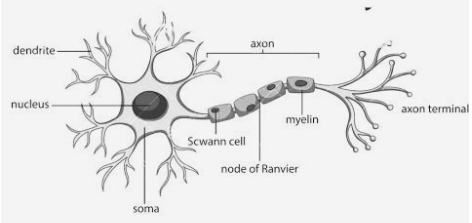 axon
dendrite
nucleus
axon terminal
myelin
Scwann cell
node of Ranvier
soma